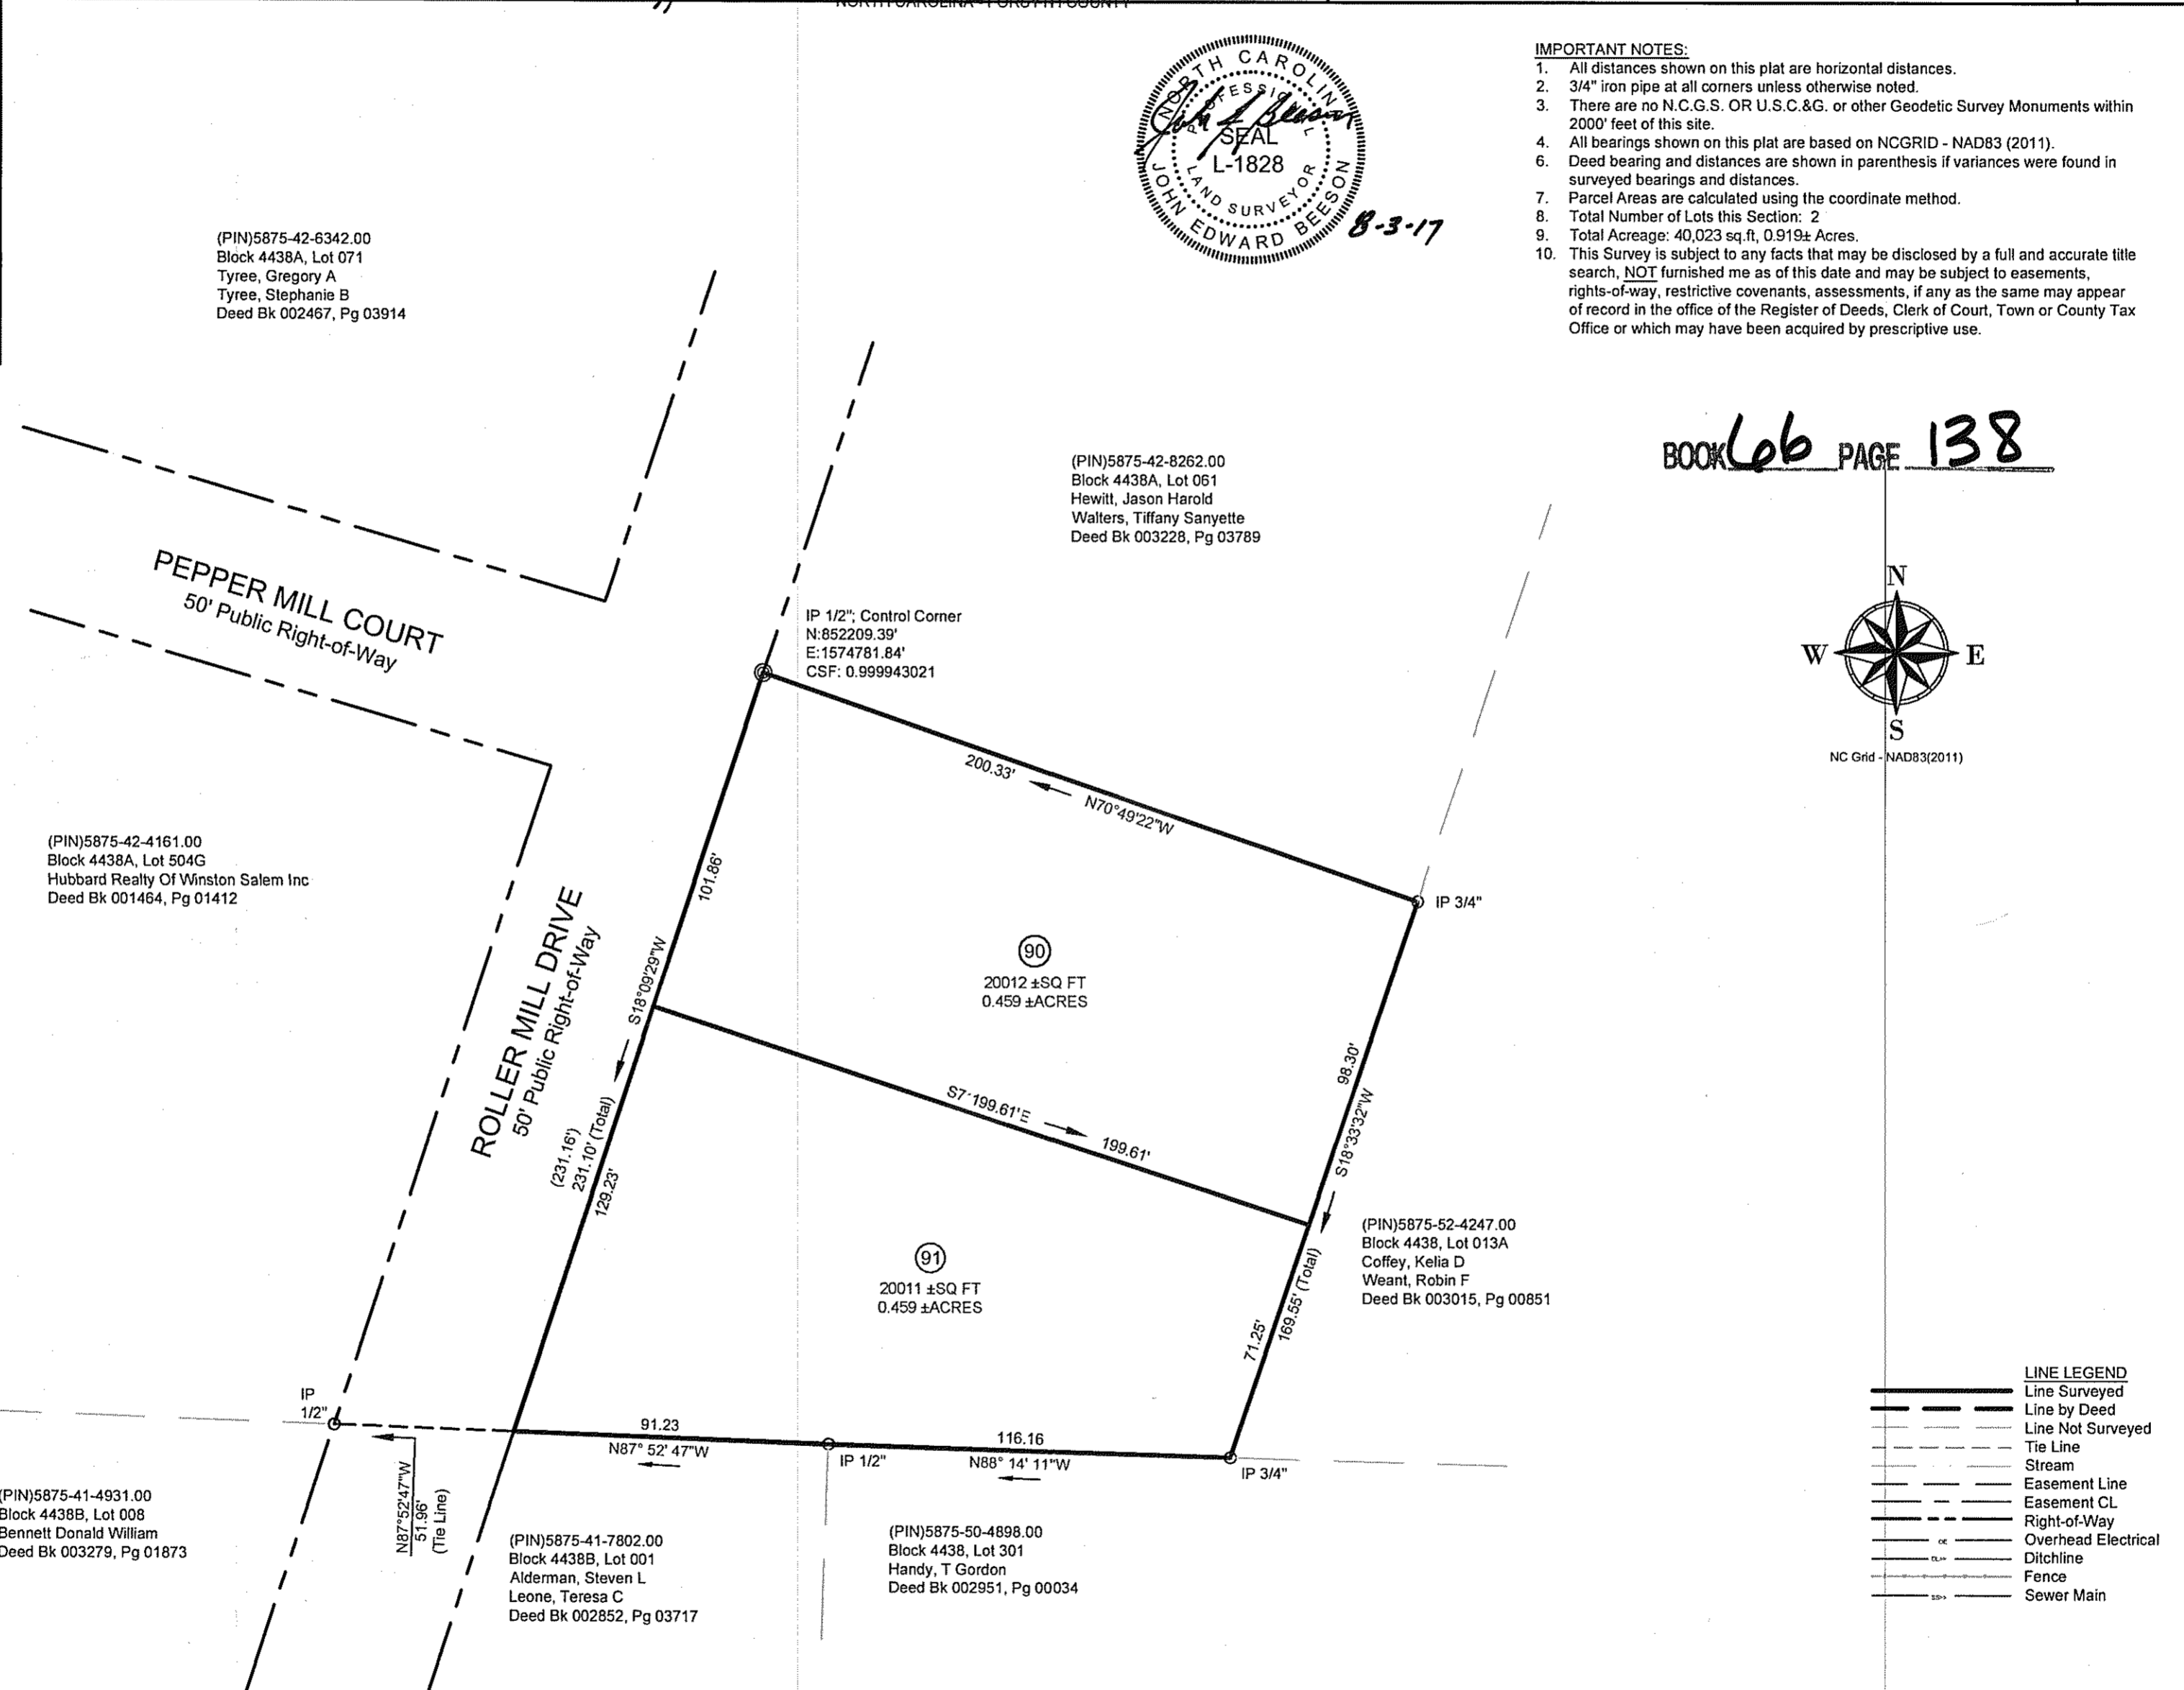 NORTH CAROLINA - FORSYTH COUNTY
NORTH CAROLINA
PROFESSIONAL
SEAL
L-1828
LAND SURVEYOR
JOHN EDWARD BEESON
8-3-17
IMPORTANT NOTES:
1. All distances shown on this plat are horizontal distances.
2. 3/4" iron pipe at all corners unless otherwise noted.
3. There are no N.C.G.S. OR U.S.C.&G. or other Geodetic Survey Monuments within
2000' feet of this site.
4. All bearings shown on this plat are based on NCGRID - NAD83 (2011).
6. Deed bearing and distances are shown in parenthesis if variances were found in
surveyed bearings and distances.
7. Parcel Areas are calculated using the coordinate method.
8. Total Number of Lots this Section: 2
9. Total Acreage: 40,023 sq.ft, 0.919± Acres.
10. This Survey is subject to any facts that may be disclosed by a full and accurate title
search, NOT furnished me as of this date and may be subject to easements,
rights-of-way, restrictive covenants, assessments, if any as the same may appear
of record in the office of the Register of Deeds, Clerk of Court, Town or County Tax
Office or which may have been acquired by prescriptive use.
BOOK 66 PAGE 138
(PIN)5875-42-6342.00
Block 4438A, Lot 071
Tyree, Gregory A
Tyree, Stephanie B
Deed Bk 002467, Pg 03914
(PIN)5875-42-8262.00
Block 4438A, Lot 061
Hewitt, Jason Harold
Walters, Tiffany Sanyette
Deed Bk 003228, Pg 03789
N
W E
S
NC Grid - NAD83(2011)
PEPPER MILL COURT
50' Public Right-of-Way
IP 1/2"; Control Corner
N:852209.39'
E:1574781.84'
CSF: 0.999943021
200.33'
N70°49'22"W
(PIN)5875-42-4161.00
Block 4438A, Lot 504G
Hubbard Realty Of Winston Salem Inc
Deed Bk 001464, Pg 01412
101.86'
S18°09'29"W
IP 3/4"
90
20012 ±SQ FT
0.459 ±ACRES
ROLLER MILL DRIVE
50' Public Right-of-Way
98.30'
S18°33'32"W
S7°199.61'E
199.61'
(231.16')
231.10' (Total)
129.23'
91
20011 ±SQ FT
0.459 ±ACRES
71.25'
169.55' (Total)
(PIN)5875-52-4247.00
Block 4438, Lot 013A
Coffey, Kelia D
Weant, Robin F
Deed Bk 003015, Pg 00851
IP
1/2"
91.23
N87° 52' 47"W
IP 1/2"
116.16
N88° 14' 11"W
IP 3/4"
N87°52'47"W
51.96'
(Tie Line)
(PIN)5875-41-4931.00
Block 4438B, Lot 008
Bennett Donald William
Deed Bk 003279, Pg 01873
(PIN)5875-41-7802.00
Block 4438B, Lot 001
Alderman, Steven L
Leone, Teresa C
Deed Bk 002852, Pg 03717
(PIN)5875-50-4898.00
Block 4438, Lot 301
Handy, T Gordon
Deed Bk 002951, Pg 00034
LINE LEGEND
Line Surveyed
Line by Deed
Line Not Surveyed
Tie Line
Stream
Easement Line
Easement CL
Right-of-Way
OE Overhead Electrical
Ditchline
Fence
Sewer Main